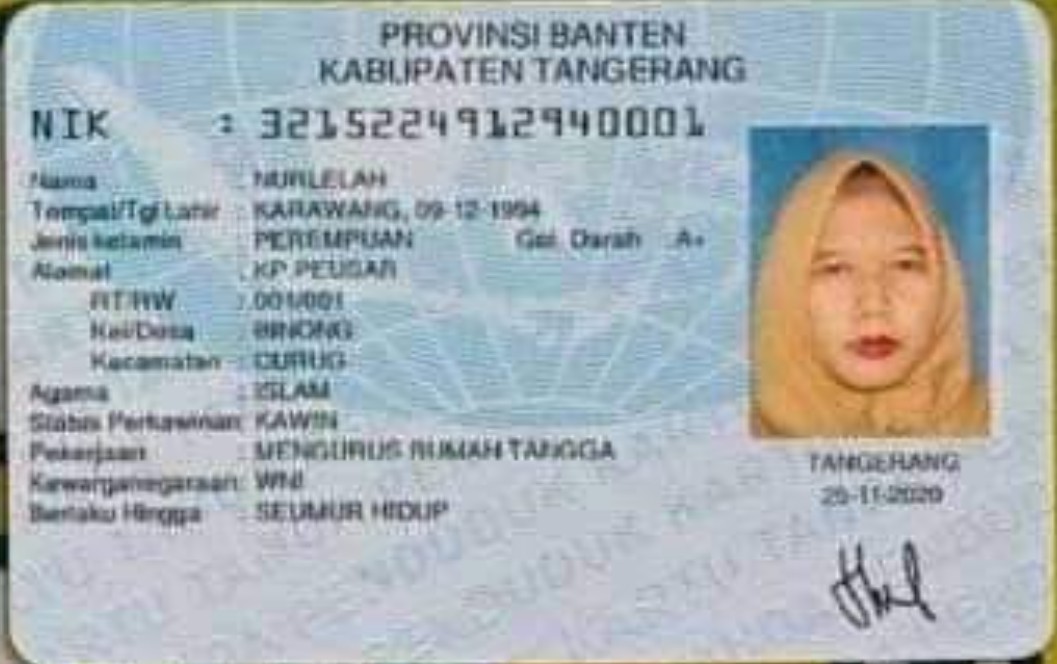 PROVINSI BANTEN
KABUPATEN TANGERANG
NIK : 3215224912940001
Nama : NURLELAH
Tempat/Tgl Lahir : KARAWANG, 09-12-1994
Jenis kelamin : PEREMPUAN Gol. Darah : A+
Alamat : KP PEUSAR
RT/RW : 001/001
Kel/Desa : BINONG
Kecamatan : CURUG
Agama : ISLAM
Status Perkawinan: KAWIN
Pekerjaan : MENGURUS RUMAH TANGGA
Kewarganegaraan: WNI
Berlaku Hingga : SEUMUR HIDUP
TANGERANG
25-11-2020